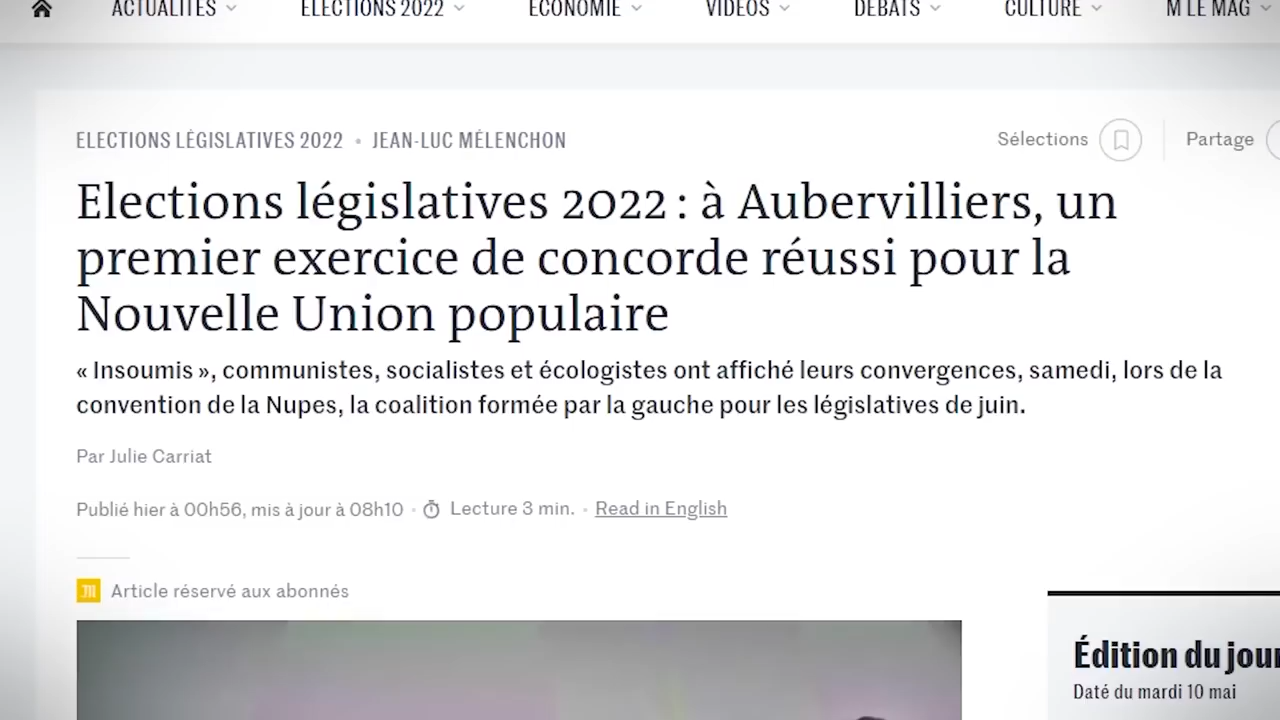 ACTUALITÉS
ÉLECTIONS 2022
ÉCONOMIE
VIDÉOS
DÉBATS
CULTURE
M LE MAG
ELECTIONS LÉGISLATIVES 2022 • JEAN-LUC MÉLENCHON
Sélections
Partage
Elections législatives 2022 : à Aubervilliers, un
premier exercice de concorde réussi pour la
Nouvelle Union populaire
« Insoumis », communistes, socialistes et écologistes ont affiché leurs convergences, samedi, lors de la
convention de la Nupes, la coalition formée par la gauche pour les législatives de juin.
Par Julie Carriat
Publié hier à 00h56, mis à jour à 08h10 • Lecture 3 min. • Read in English
Article réservé aux abonnés
Édition du jour
Daté du mardi 10 mai